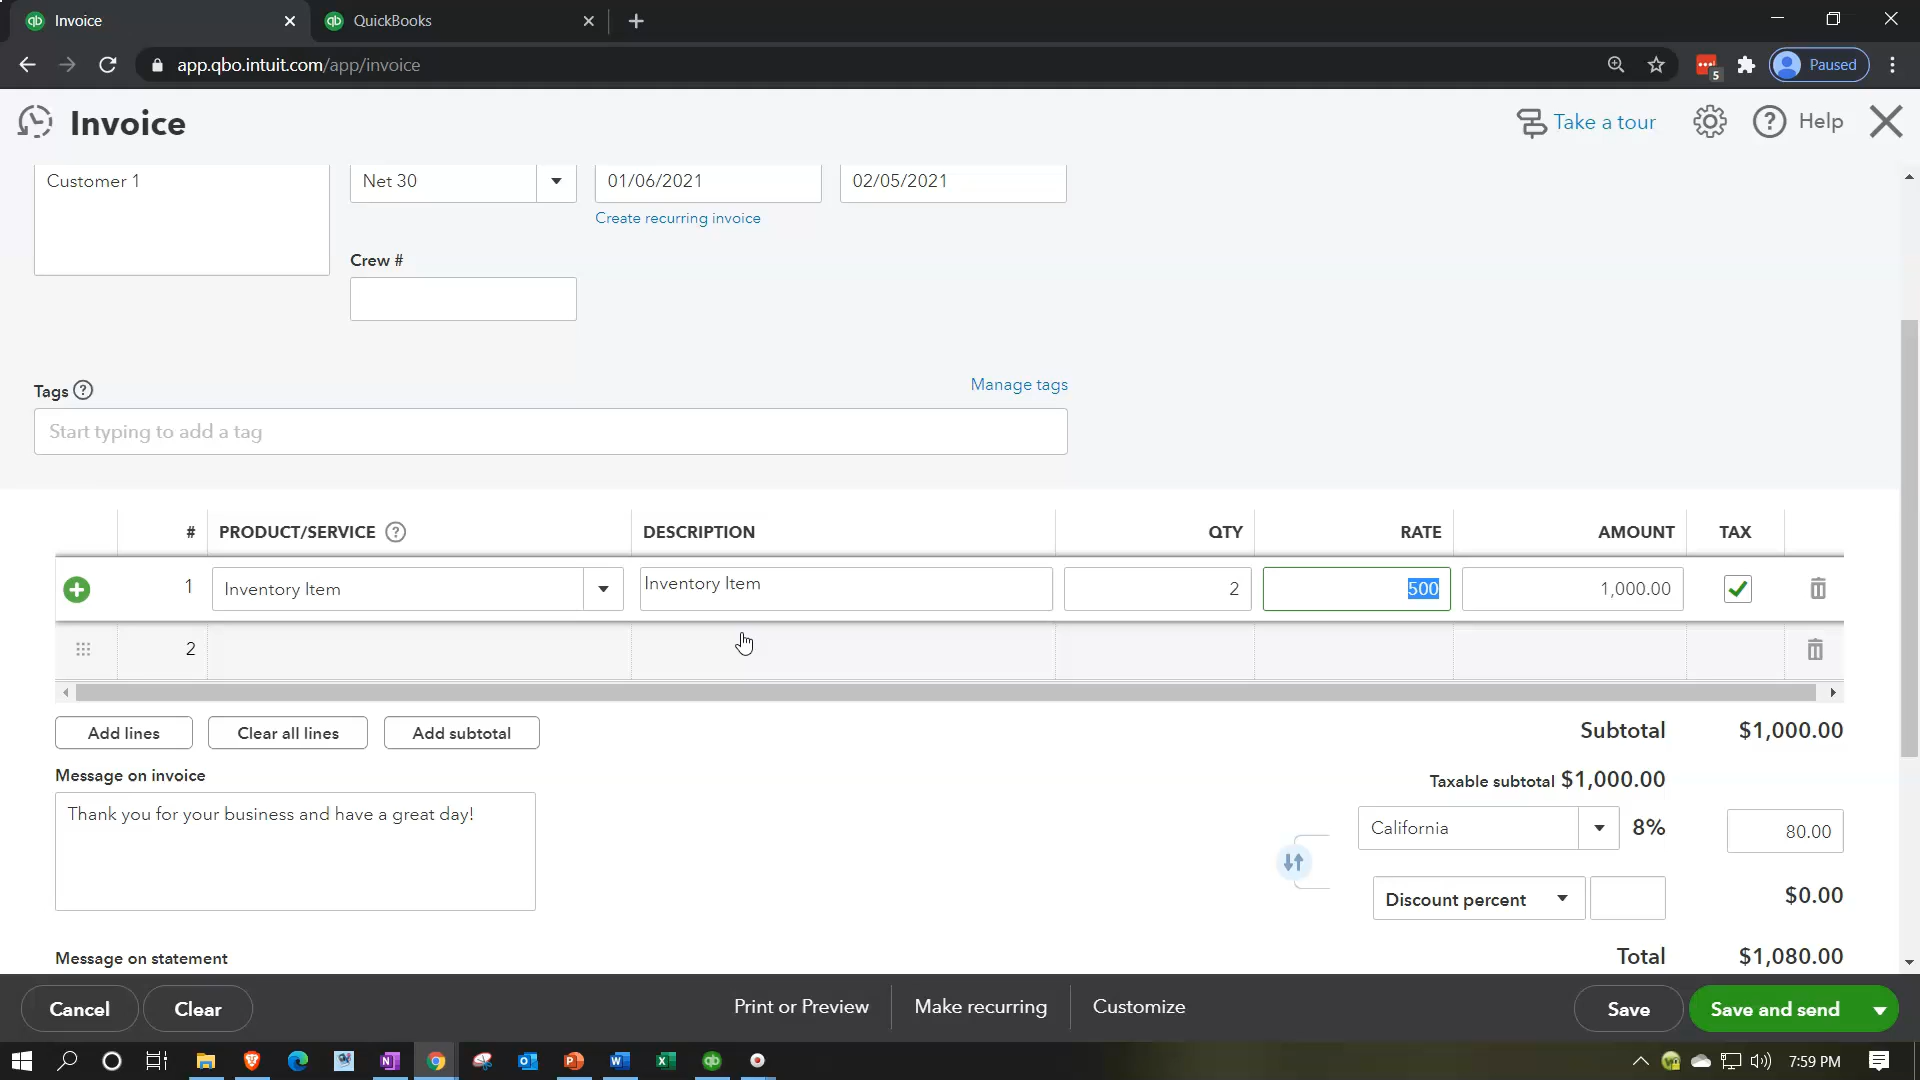 Invoice
QuickBooks
app.qbo.intuit.com/app/invoice
5
Paused
Invoice
Take a tour
Help
Customer 1
Net 30
01/06/2021
02/05/2021
Create recurring invoice
Crew #
Tags ?
Manage tags
Start typing to add a tag
# PRODUCT/SERVICE ? DESCRIPTION QTY RATE AMOUNT TAX
1 Inventory Item Inventory Item 2 500 1,000.00
2
Add lines Clear all lines Add subtotal
Subtotal $1,000.00
Message on invoice
Taxable subtotal $1,000.00
Thank you for your business and have a great day!
California 8% 80.00
Discount percent $0.00
Message on statement
Total $1,080.00
Cancel Clear Print or Preview Make recurring Customize Save Save and send
7:59 PM